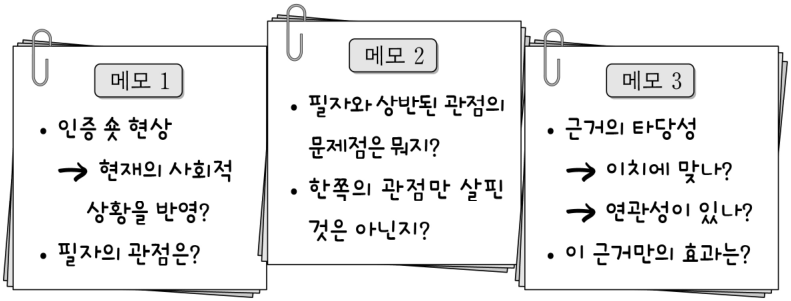 메모 1
• 인증 숏 현상
→ 현재의 사회적
상황을 반영?
• 필자의 관점은?
메모 2
• 필자와 상반된 관점의
문제점은 뭐지?
• 한쪽의 관점만 살핀
것은 아닌지?
메모 3
• 근거의 타당성
→ 이치에 맞나?
→ 연관성이 있나?
• 이 근거만의 효과는?